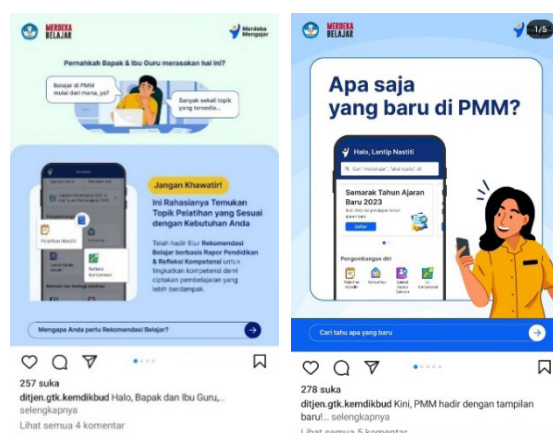 MERDEKA
BELAJAR
Merdeka
Mengajar
Pernahkah Bapak & Ibu Guru merasakan hal ini?
Belajar di PMM
mulai dari mana, ya?
Banyak sekali topik
yang tersedia...
Jangan Khawatir!
Ini Rahasianya Temukan
Topik Pelatihan yang Sesuai
dengan Kebutuhan Anda
Telah hadir fitur Rekomendasi
Belajar berbasis Rapor Pendidikan
& Refleksi Kompetensi untuk
tingkatkan kompetensi demi
ciptakan pembelajaran yang
lebih berdampak.
Pelatihan Mandiri
Refleksi
Kompetensi
Mengapa Anda perlu Rekomendasi Belajar?
257 suka
ditjen.gtk.kemdikbud Halo, Bapak dan Ibu Guru,...
selengkapnya
Lihat semua 4 komentar
MERDEKA
BELAJAR
1/5
Apa saja
yang baru di PMM?
Halo, Lantip Nastiti
Semarak Tahun Ajaran
Baru 2023
Daftar
Pengembangan diri
Cari tahu apa yang baru
278 suka
ditjen.gtk.kemdikbud Kini, PMM hadir dengan tampilan
baru!... selengkapnya
Lihat semua 5 komentar